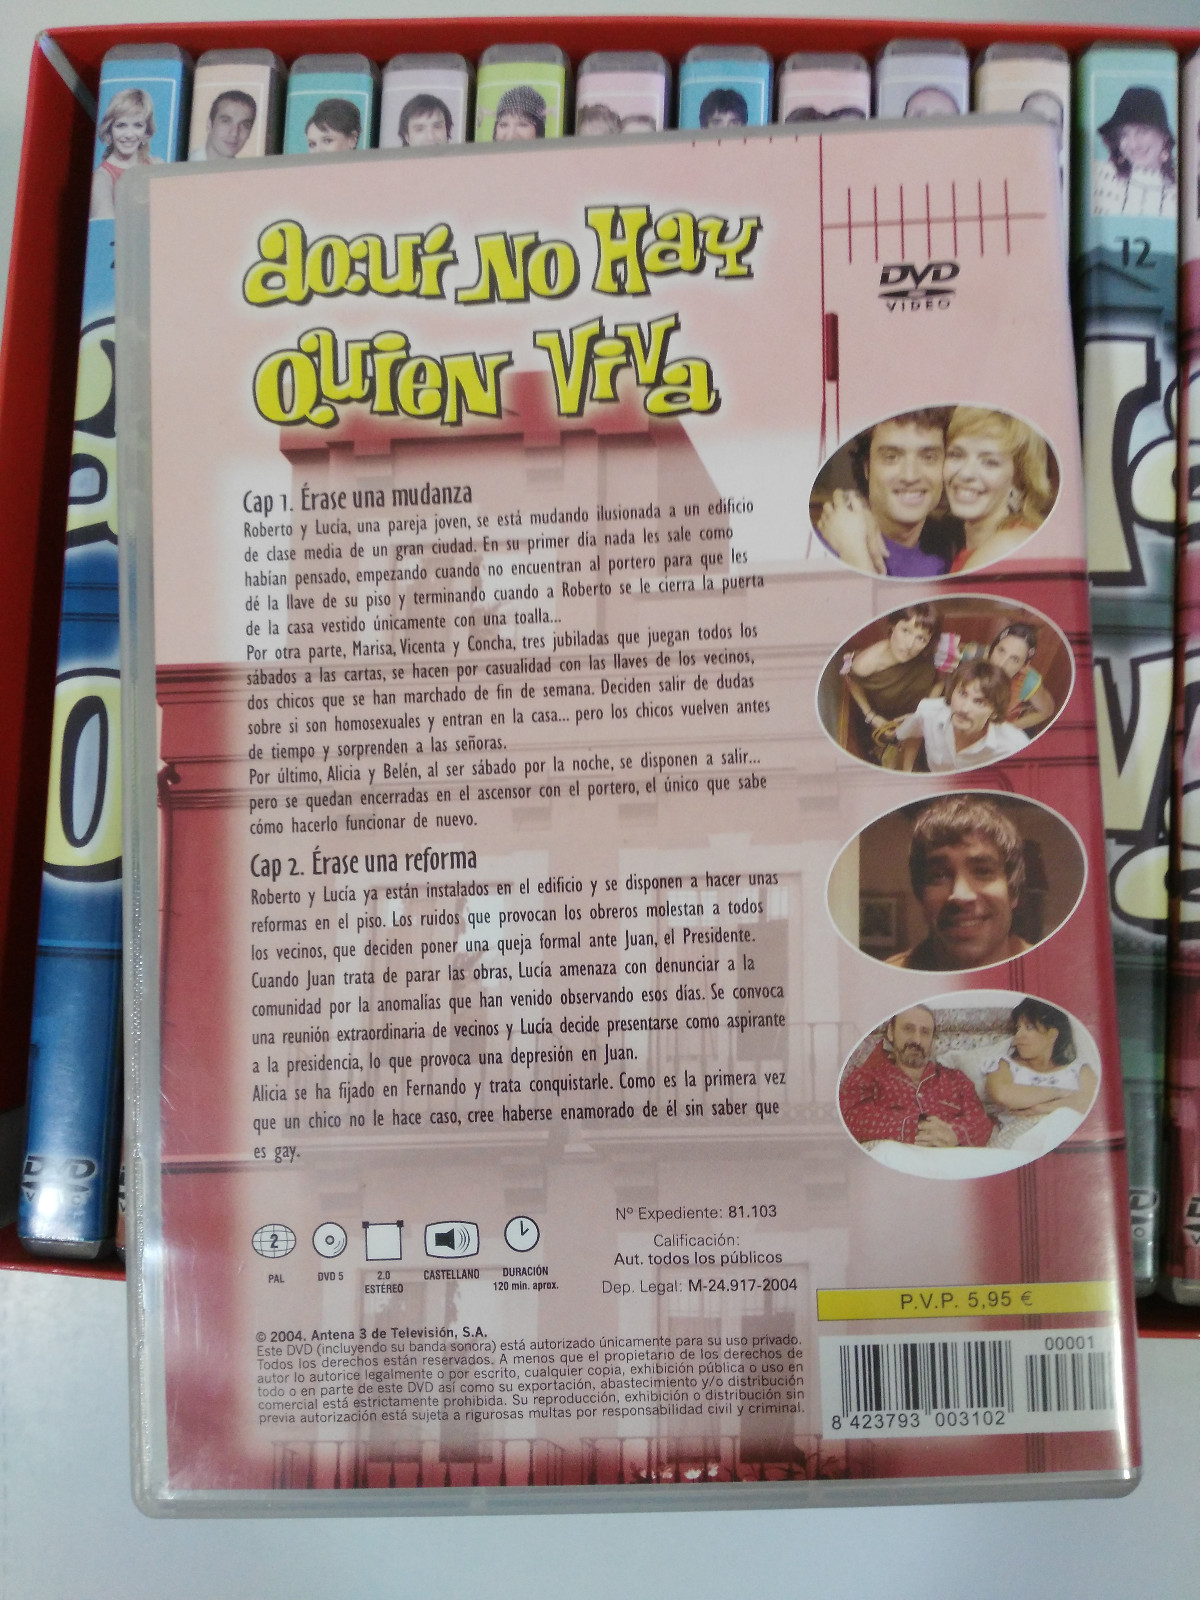 Aquí No Hay
Quien Viva
DVD
VIDEO
12
Cap 1. Érase una mudanza
Roberto y Lucía, una pareja joven, se está mudando ilusionada a un edificio
de clase media de un gran ciudad. En su primer día nada les sale como
habían pensado, empezando cuando no encuentran al portero para que les
dé la llave de su piso y terminando cuando a Roberto se le cierra la puerta
de la casa vestido únicamente con una toalla...
Por otra parte, Marisa, Vicenta y Concha, tres jubiladas que juegan todos los
sábados a las cartas, se hacen por casualidad con las llaves de los vecinos,
dos chicos que se han marchado de fin de semana. Deciden salir de dudas
sobre si son homosexuales y entran en la casa... pero los chicos vuelven antes
de tiempo y sorprenden a las señoras.
Por último, Alicia y Belén, al ser sábado por la noche, se disponen a salir...
pero se quedan encerradas en el ascensor con el portero, el único que sabe
cómo hacerlo funcionar de nuevo.
Cap 2. Érase una reforma
Roberto y Lucía ya están instalados en el edificio y se disponen a hacer unas
reformas en el piso. Los ruidos que provocan los obreros molestan a todos
los vecinos, que deciden poner una queja formal ante Juan, el Presidente.
Cuando Juan trata de parar las obras, Lucía amenaza con denunciar a la
comunidad por la anomalías que han venido observando esos días. Se convoca
una reunión extraordinaria de vecinos y Lucía decide presentarse como aspirante
a la presidencia, lo que provoca una depresión en Juan.
Alicia se ha fijado en Fernando y trata conquistarle. Como es la primera vez
que un chico no le hace caso, cree haberse enamorado de él sin saber que
es gay.
2
PAL
DVD 5
2.0
ESTÉREO
CASTELLANO
DURACIÓN
120 min. aprox.
Nº Expediente: 81.103
Calificación:
Aut. todos los públicos
Dep. Legal: M-24.917-2004
P.V.P. 5,95 €
00001
8 423793 003102
© 2004. Antena 3 de Televisión, S.A.
Este DVD (incluyendo su banda sonora) está autorizado únicamente para su uso privado.
Todos los derechos están reservados. A menos que el propietario de los derechos de
autor lo autorice legalmente o por escrito, cualquier copia, exhibición pública o uso en
todo o en parte de este DVD así como su exportación, abastecimiento y/o distribución
comercial está estrictamente prohibida. Su reproducción, exhibición o distribución sin
previa autorización está sujeta a rigurosas multas por responsabilidad civil y criminal.
DVD